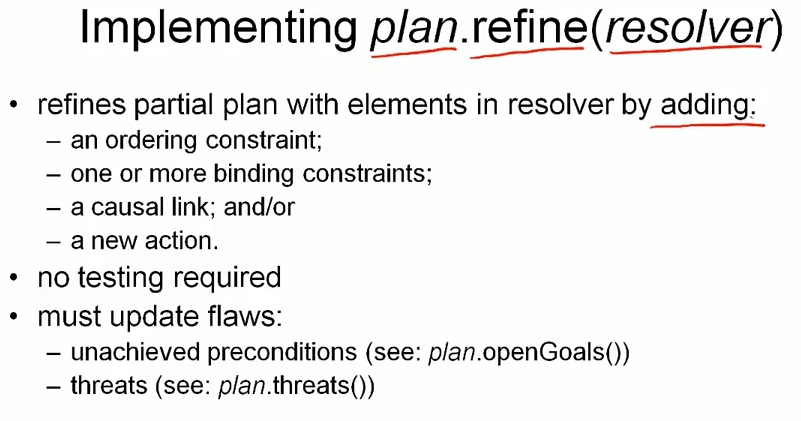 Implementing plan.refine(resolver)
• refines partial plan with elements in resolver by adding:
– an ordering constraint;
– one or more binding constraints;
– a causal link; and/or
– a new action.
• no testing required
• must update flaws:
– unachieved preconditions (see: plan.openGoals())
– threats (see: plan.threats())